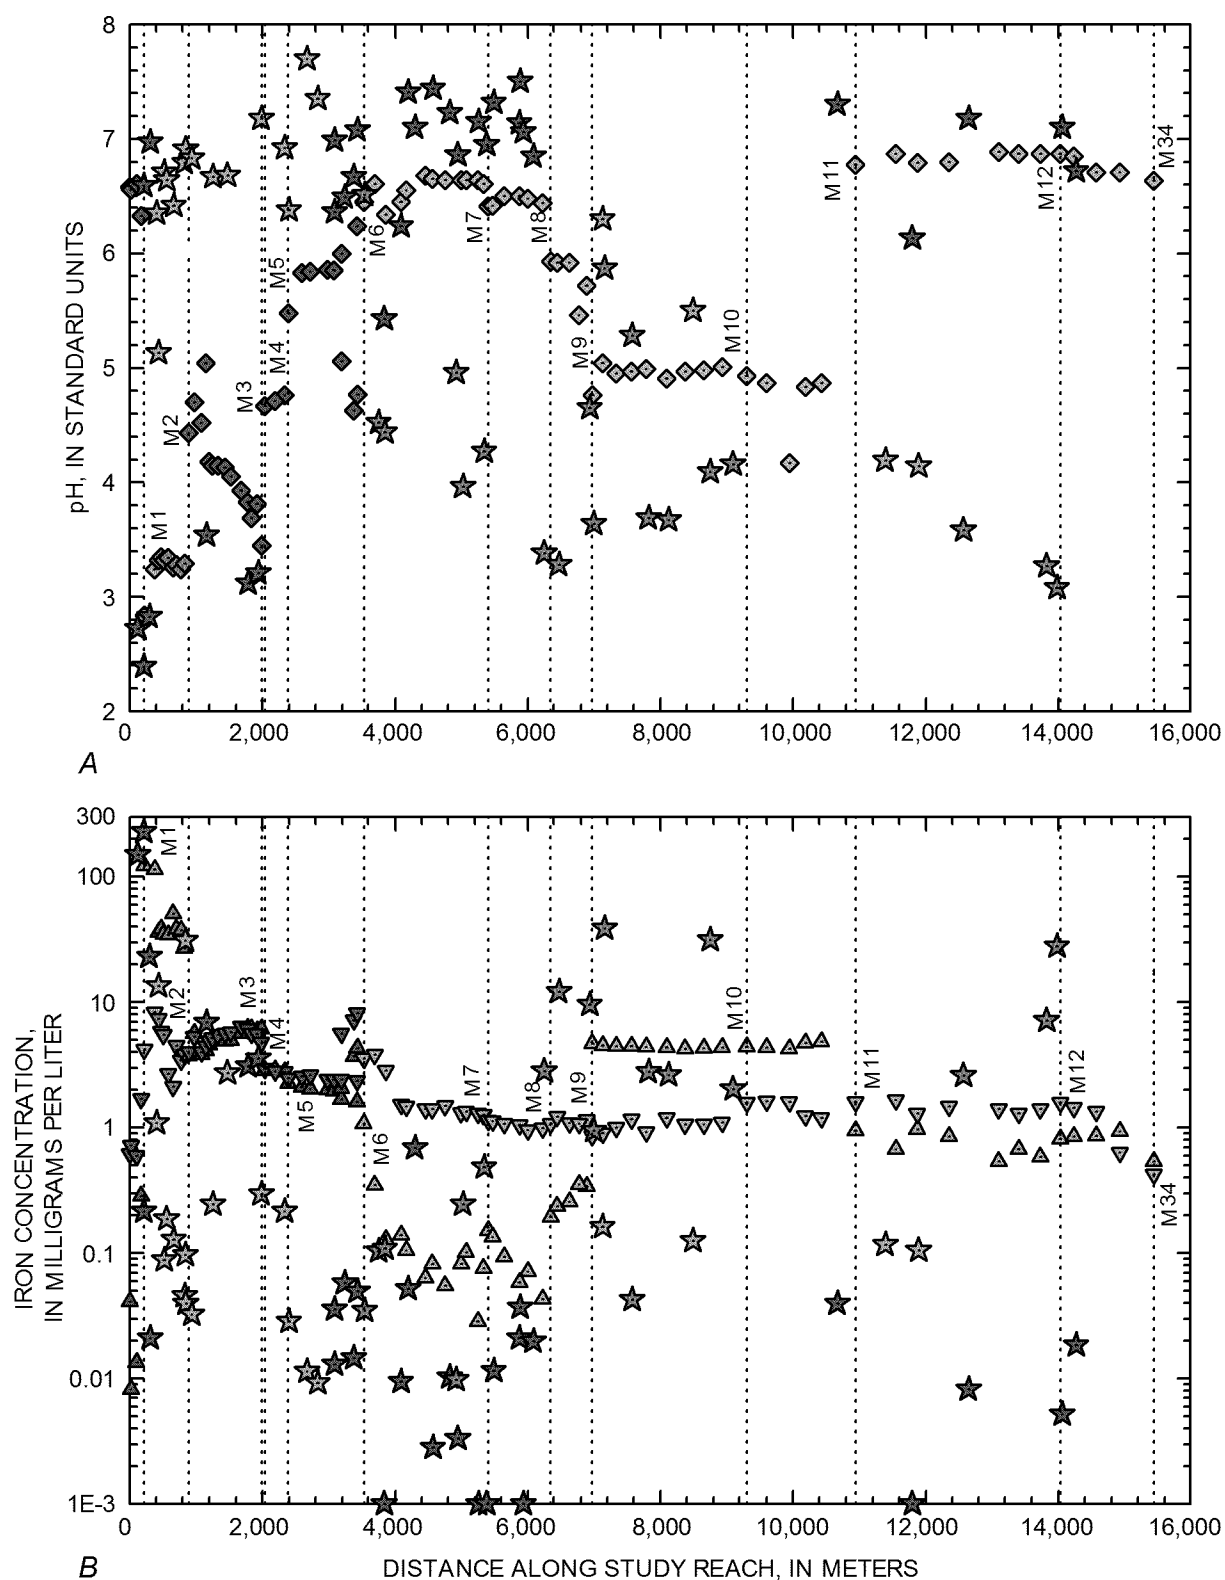 8
7
6
5
4
3
2
pH, IN STANDARD UNITS
M1
M2
M3
M4
M5
M6
M7
M8
M9
M10
M11
M12
M34
0
2,000
4,000
6,000
8,000
10,000
12,000
14,000
16,000
A
300
100
10
1
0.1
0.01
1E-3
IRON CONCENTRATION,
IN MILLIGRAMS PER LITER
M1
M2
M3
M4
M5
M6
M7
M8
M9
M10
M11
M12
M34
0
2,000
4,000
6,000
8,000
10,000
12,000
14,000
16,000
B
DISTANCE ALONG STUDY REACH, IN METERS